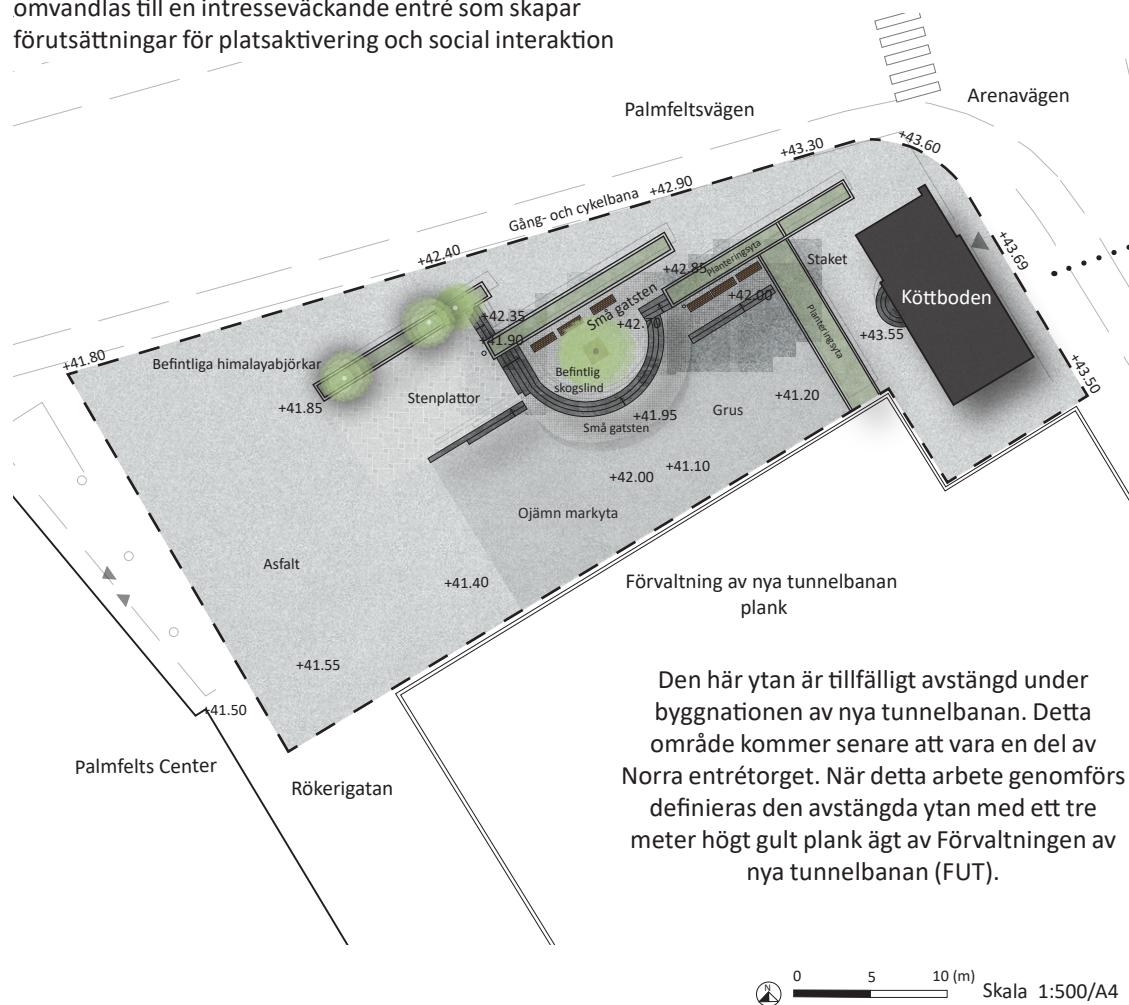 omvandlas till en intresseväckande entré som skapar
förutsättningar för platsaktivering och social interaktion
Palmfeltsvägen
Arenavägen
+43.60
+43.30
+42.90
Gång- och cykelbana
+42.40
+43.69
+42.85
Planteringsyta
Staket
Köttboden
+42.00
Små gatsten
+42.35
+42.70
+41.90
+43.55
Planteringsyta
+41.80
Befintliga himalayabjörkar
Befintlig
skogslind
+43.50
Stenplattor
+41.85
+41.95
Grus
+41.20
Små gatsten
+42.00
+41.10
Ojämn markyta
Asfalt
+41.40
Förvaltning av nya tunnelbanan
plank
+41.55
+41.50
Palmfelts Center
Rökerigatan
Den här ytan är tillfälligt avstängd under
byggnationen av nya tunnelbanan. Detta
område kommer senare att vara en del av
Norra entrétorget. När detta arbete genomförs
definieras den avstängda ytan med ett tre
meter högt gult plank ägt av Förvaltningen av
nya tunnelbanan (FUT).
N
0 5 10 (m)
Skala 1:500/A4